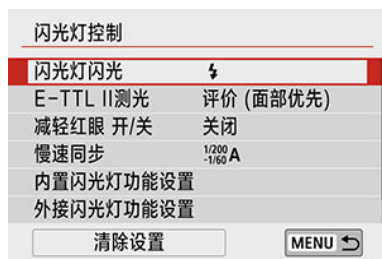 闪光灯控制
闪光灯闪光 ⚡
E-TTL II测光 评价 (面部优先)
减轻红眼 开/关 关闭
慢速同步 1/200-1/60 A
内置闪光灯功能设置
外接闪光灯功能设置
清除设置 MENU